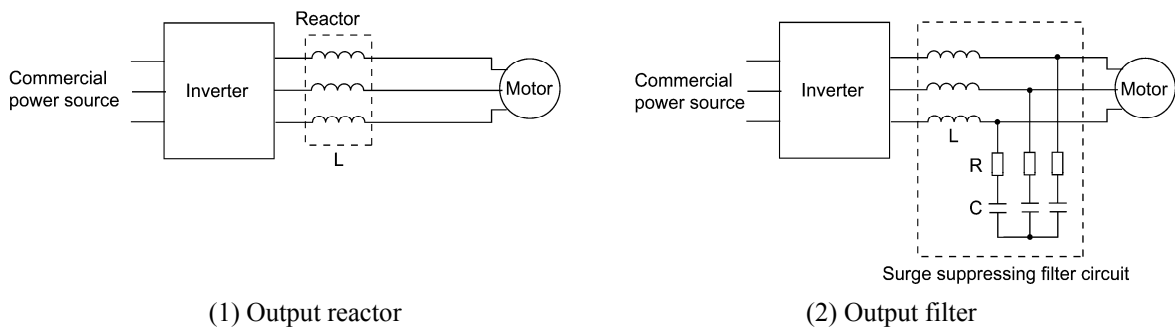 Reactor
Commercial
power source
Inverter
Motor
L
(1) Output reactor
Commercial
power source
Inverter
Motor
L
R
C
Surge suppressing filter circuit
(2) Output filter